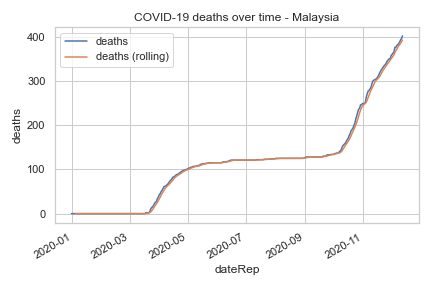 COVID-19 deaths over time - Malaysia
deaths
deaths (rolling)
400
300
200
100
0
deaths
2020-01
2020-03
2020-05
2020-07
2020-09
2020-11
dateRep